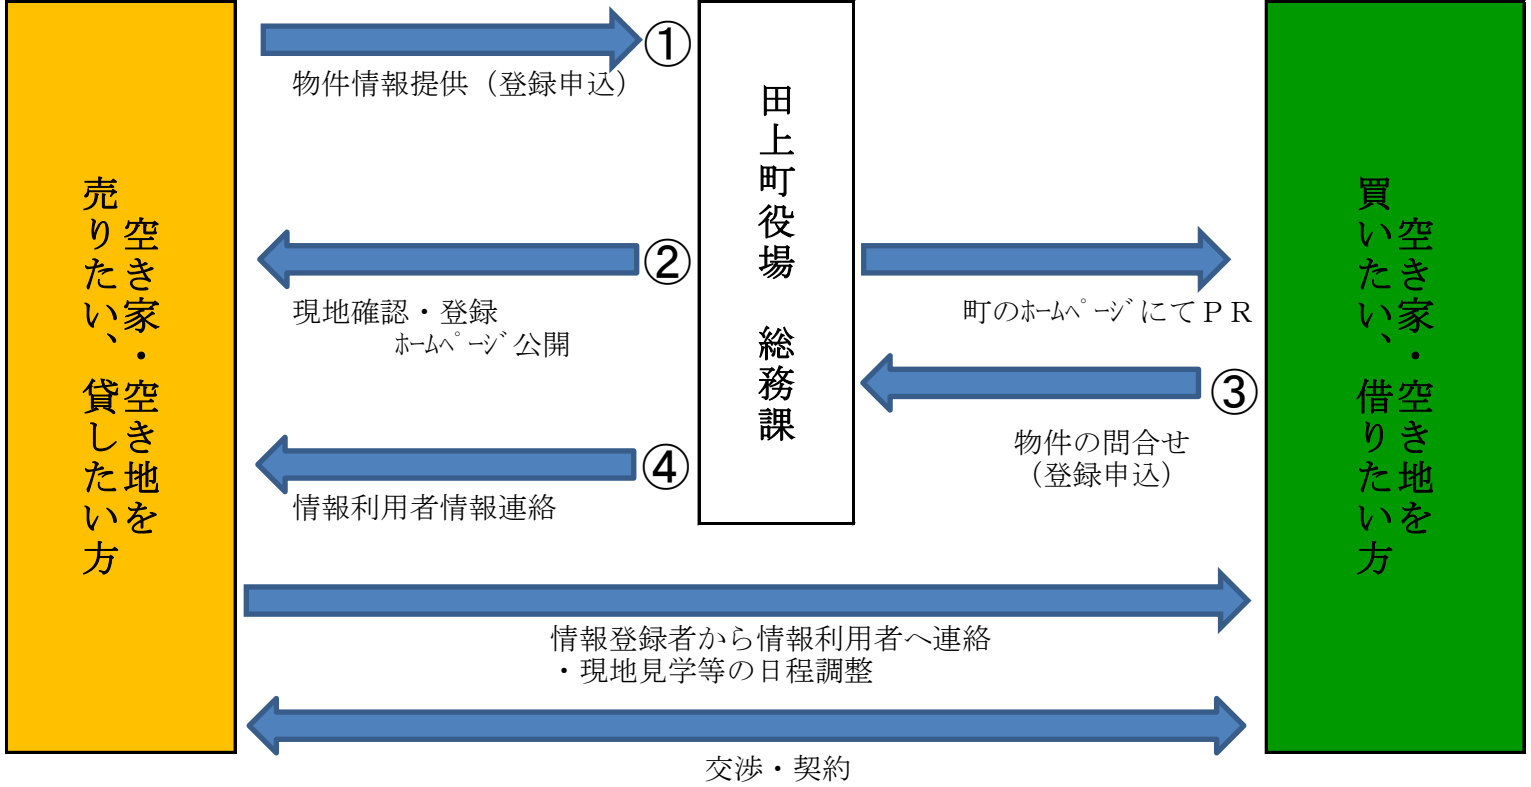 空き家・空き地を
売りたい、貸したい方
①
物件情報提供（登録申込）
田上町役場　総務課
②
現地確認・登録
ﾎｰﾑﾍﾟｰｼﾞ公開
町のﾎｰﾑﾍﾟｰｼﾞにてＰＲ
③
物件の問合せ
（登録申込）
④
情報利用者情報連絡
空き家・空き地を
買いたい、借りたい方
情報登録者から情報利用者へ連絡
・現地見学等の日程調整
交渉・契約